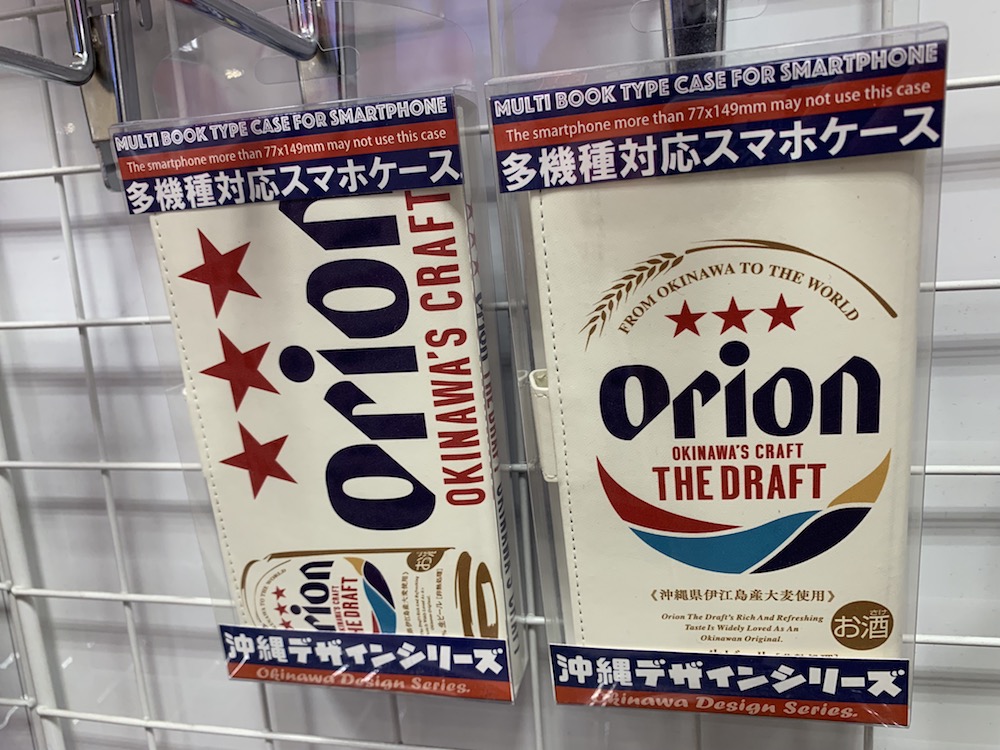 MULTI BOOK TYPE CASE FOR SMARTPHONE
The smartphone more than 77x149mm may not use this case
多機種対応スマホケース
orion
OKINAWA'S CRAFT
orion
OKINAWA'S CRAFT
THE DRAFT
お酒
沖縄デザインシリーズ
Okinawa Design Series.
MULTI BOOK TYPE CASE FOR SMARTPHONE
The smartphone more than 77x149mm may not use this case
多機種対応スマホケース
FROM OKINAWA TO THE WORLD
orion
OKINAWA'S CRAFT
THE DRAFT
《沖縄県伊江島産大麦使用》
Orion The Draft's Rich And Refreshing
Taste Is Widely Loved As An
Okinawan Original.
さけ
お酒
沖縄デザインシリーズ
Okinawa Design Series.